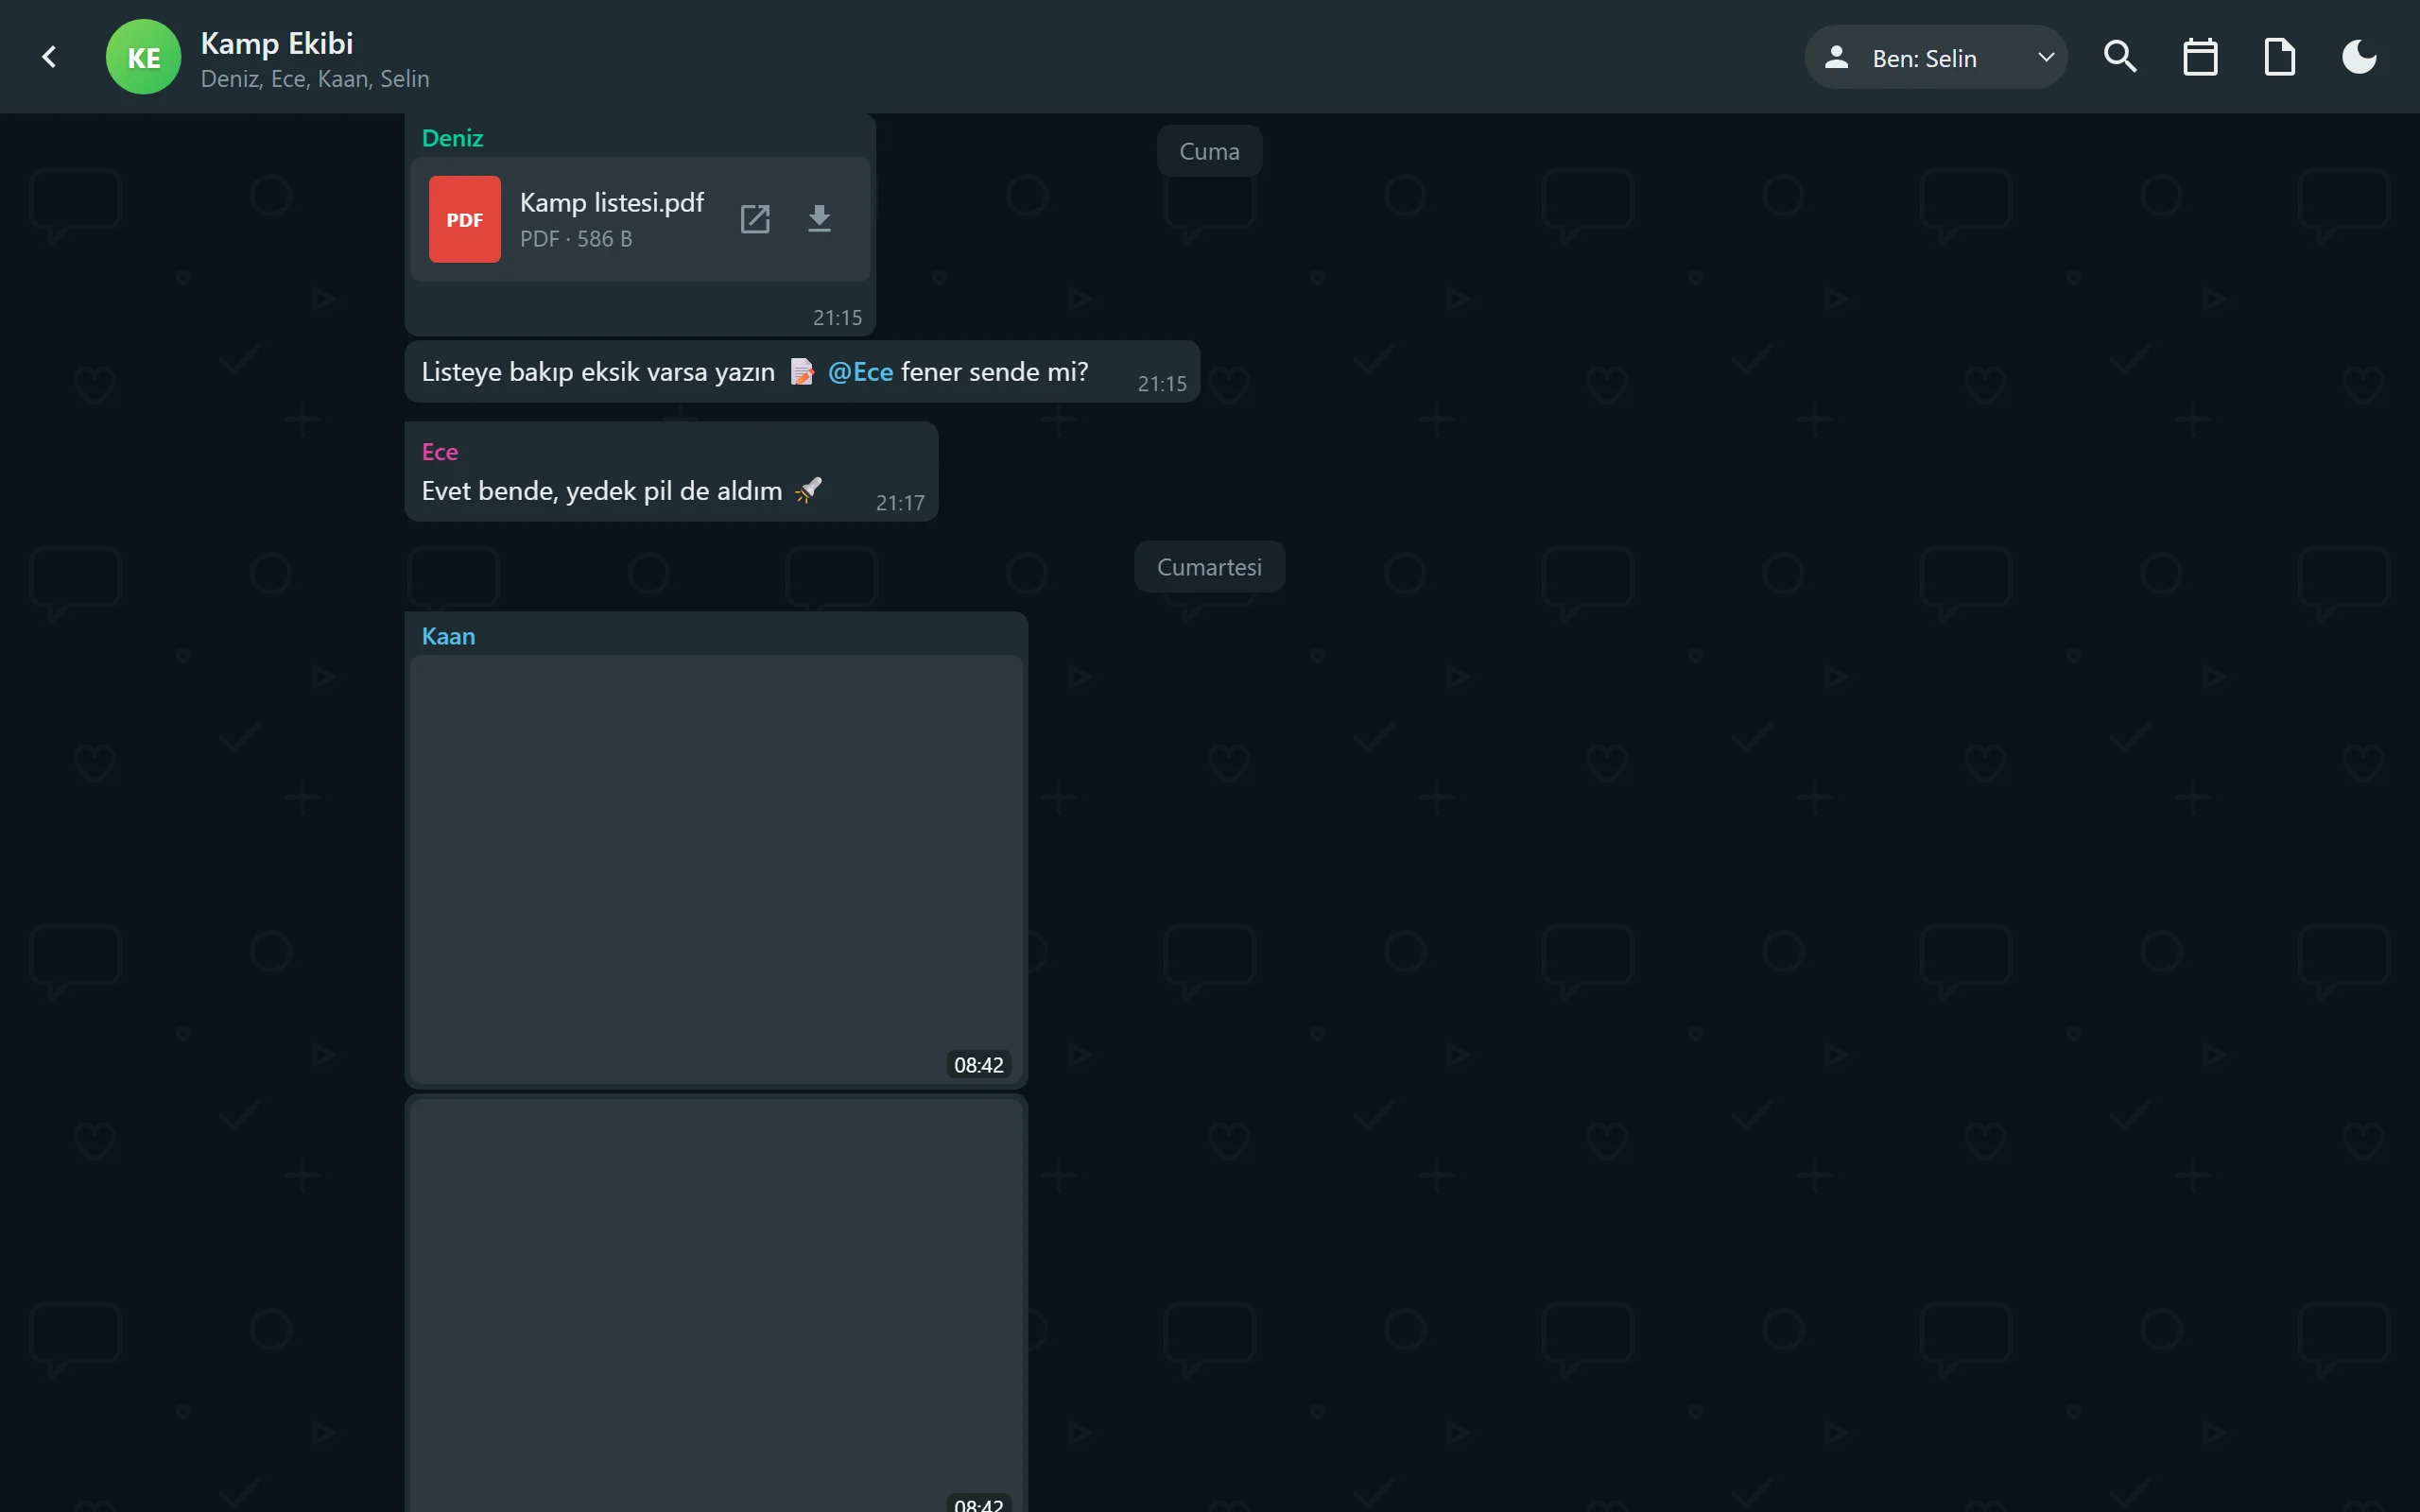 KE
Kamp Ekibi
Deniz, Ece, Kaan, Selin
Ben: Selin
Cuma
Deniz
PDF
Kamp listesi.pdf
PDF · 586 B
21:15
Listeye bakıp eksik varsa yazın 📝 @Ece fener sende mi?
21:15
Ece
Evet bende, yedek pil de aldım 🔦
21:17
Cumartesi
Kaan
08:42
08:42